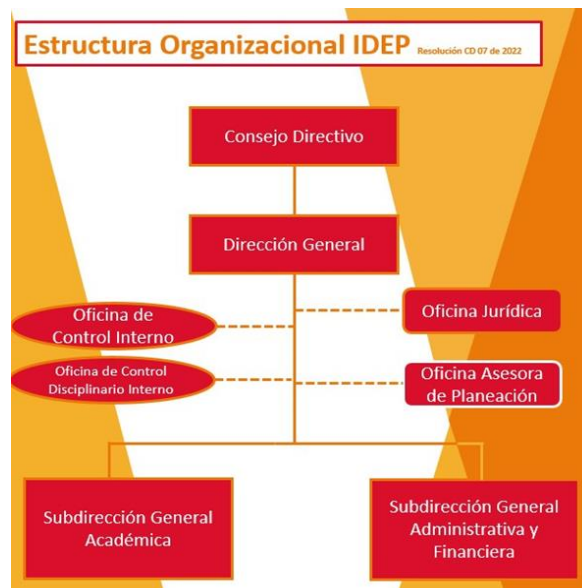 Estructura Organizacional IDEP Resolución CD 07 de 2022
Consejo Directivo
Dirección General
Oficina de
Control Interno
Oficina Jurídica
Oficina de Control
Disciplinario Interno
Oficina Asesora
de Planeación
Subdirección General
Académica
Subdirección General
Administrativa y
Financiera